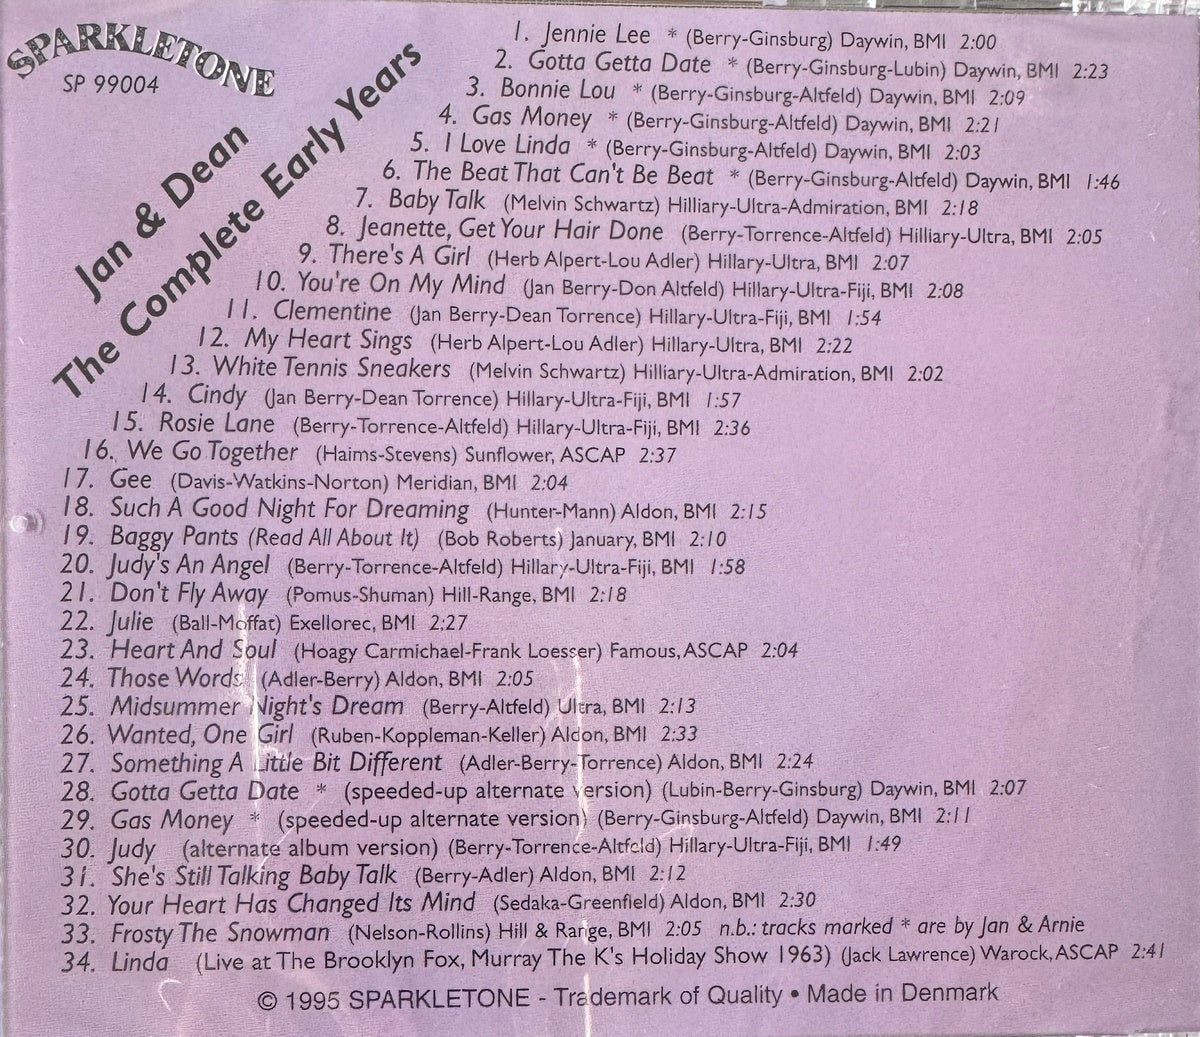 SPARKLETONE
SP 99004
Jan & Dean
The Complete Early Years
1. Jennie Lee * (Berry-Ginsburg) Daywin, BMI 2:00
2. Gotta Getta Date * (Berry-Ginsburg-Lubin) Daywin, BMI 2:23
3. Bonnie Lou * (Berry-Ginsburg-Altfeld) Daywin, BMI 2:09
4. Gas Money * (Berry-Ginsburg-Altfeld) Daywin, BMI 2:21
5. I Love Linda * (Berry-Ginsburg-Altfeld) Daywin, BMI 2:03
6. The Beat That Can't Be Beat * (Berry-Ginsburg-Altfeld) Daywin, BMI 1:46
7. Baby Talk (Melvin Schwartz) Hilliary-Ultra-Admiration, BMI 2:18
8. Jeanette, Get Your Hair Done (Berry-Torrence-Altfeld) Hilliary-Ultra, BMI 2:05
9. There's A Girl (Herb Alpert-Lou Adler) Hillary-Ultra, BMI 2:07
10. You're On My Mind (Jan Berry-Don Altfeld) Hillary-Ultra-Fiji, BMI 2:08
11. Clementine (Jan Berry-Dean Torrence) Hillary-Ultra-Fiji, BMI 1:54
12. My Heart Sings (Herb Alpert-Lou Adler) Hillary-Ultra, BMI 2:22
13. White Tennis Sneakers (Melvin Schwartz) Hilliary-Ultra-Admiration, BMI 2:02
14. Cindy (Jan Berry-Dean Torrence) Hillary-Ultra-Fiji, BMI 1:57
15. Rosie Lane (Berry-Torrence-Altfeld) Hillary-Ultra-Fiji, BMI 2:36
16. We Go Together (Haims-Stevens) Sunflower, ASCAP 2:37
17. Gee (Davis-Watkins-Norton) Meridian, BMI 2:04
18. Such A Good Night For Dreaming (Hunter-Mann) Aldon, BMI 2:15
19. Baggy Pants (Read All About It) (Bob Roberts) January, BMI 2:10
20. Judy's An Angel (Berry-Torrence-Altfeld) Hillary-Ultra-Fiji, BMI 1:58
21. Don't Fly Away (Pomus-Shuman) Hill-Range, BMI 2:18
22. Julie (Ball-Moffat) Exellorec, BMI 2:27
23. Heart And Soul (Hoagy Carmichael-Frank Loesser) Famous, ASCAP 2:04
24. Those Words (Adler-Berry) Aldon, BMI 2:05
25. Midsummer Night's Dream (Berry-Altfeld) Ultra, BMI 2:13
26. Wanted, One Girl (Ruben-Koppleman-Keller) Aldon, BMI 2:33
27. Something A Little Bit Different (Adler-Berry-Torrence) Aldon, BMI 2:24
28. Gotta Getta Date * (speeded-up alternate version) (Lubin-Berry-Ginsburg) Daywin, BMI 2:07
29. Gas Money * (speeded-up alternate version) (Berry-Ginsburg-Altfeld) Daywin, BMI 2:11
30. Judy (alternate album version) (Berry-Torrence-Altfeld) Hillary-Ultra-Fiji, BMI 1:49
31. She's Still Talking Baby Talk (Berry-Adler) Aldon, BMI 2:12
32. Your Heart Has Changed Its Mind (Sedaka-Greenfield) Aldon, BMI 2:30
33. Frosty The Snowman (Nelson-Rollins) Hill & Range, BMI 2:05 n.b.: tracks marked * are by Jan & Arnie
34. Linda (Live at The Brooklyn Fox, Murray The K's Holiday Show 1963) (Jack Lawrence) Warock, ASCAP 2:41
© 1995 SPARKLETONE - Trademark of Quality • Made in Denmark